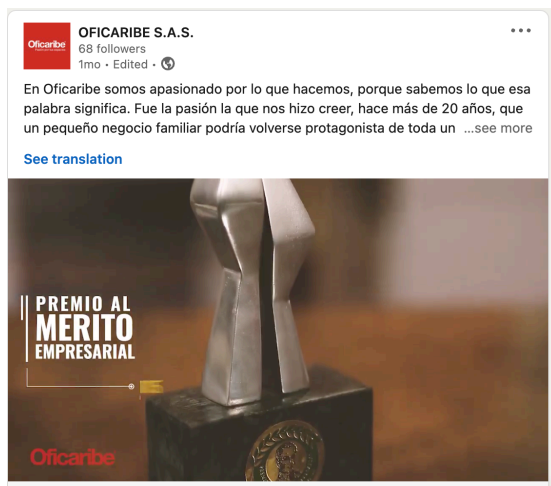 Oficaribe
OFICARIBE S.A.S.
68 followers
1mo • Edited •
En Oficaribe somos apasionado por lo que hacemos, porque sabemos lo que esa
palabra significa. Fue la pasión la que nos hizo creer, hace más de 20 años, que
un pequeño negocio familiar podría volverse protagonista de toda un ...see more
See translation
PREMIO AL
MERITO
EMPRESARIAL
Oficaribe